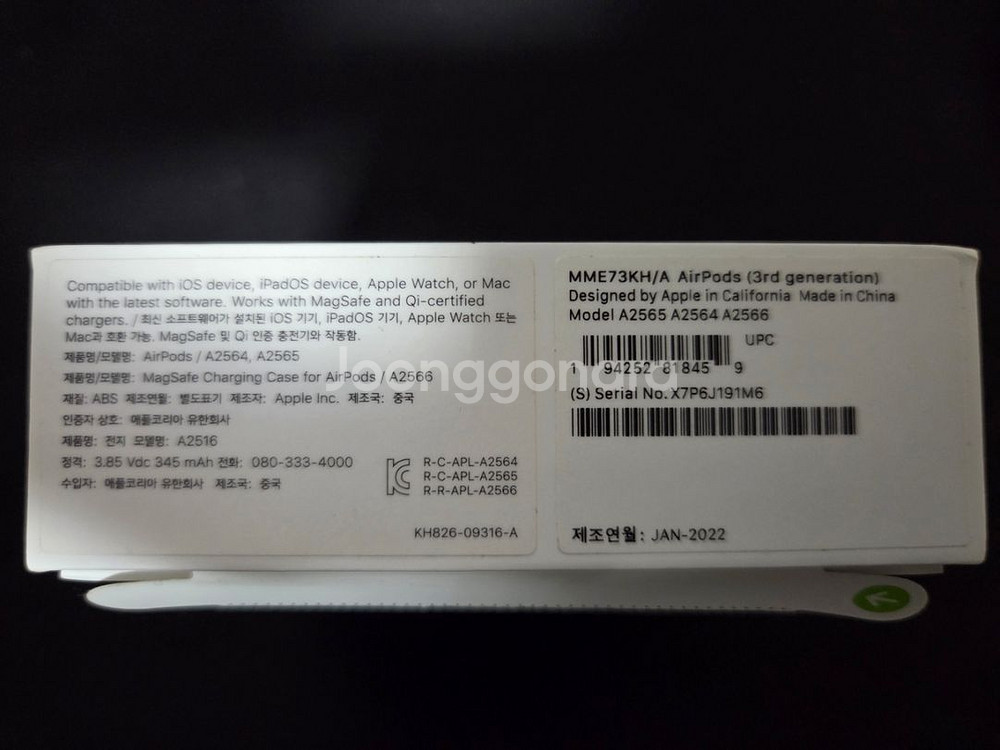 Compatible with iOS device, iPadOS device, Apple Watch, or Mac
with the latest software. Works with MagSafe and Qi-certified
chargers. / 최신 소프트웨어가 설치된 iOS 기기, iPadOS 기기, Apple Watch 또는
Mac과 호환 가능. MagSafe 및 Qi 인증 충전기와 작동함.
제품명/모델명: AirPods / A2564, A2565
제품명/모델명: MagSafe Charging Case for AirPods / A2566
재질: ABS 제조연월: 별도표기 제조자: Apple Inc. 제조국: 중국
인증자 상호: 애플코리아 유한회사
제품명: 전지 모델명: A2516
정격: 3.85 Vdc 345 mAh 전화: 080-333-4000
수입자: 애플코리아 유한회사 제조국: 중국
R-C-APL-A2564
R-C-APL-A2565
R-R-APL-A2566
KH826-09316-A
MME73KH/A AirPods (3rd generation)
Designed by Apple in California Made in China
Model A2565 A2564 A2566
UPC
1 94252 81845 9
(S) Serial No. X7P6J191M6
제조연월: JAN-2022
joonggonara